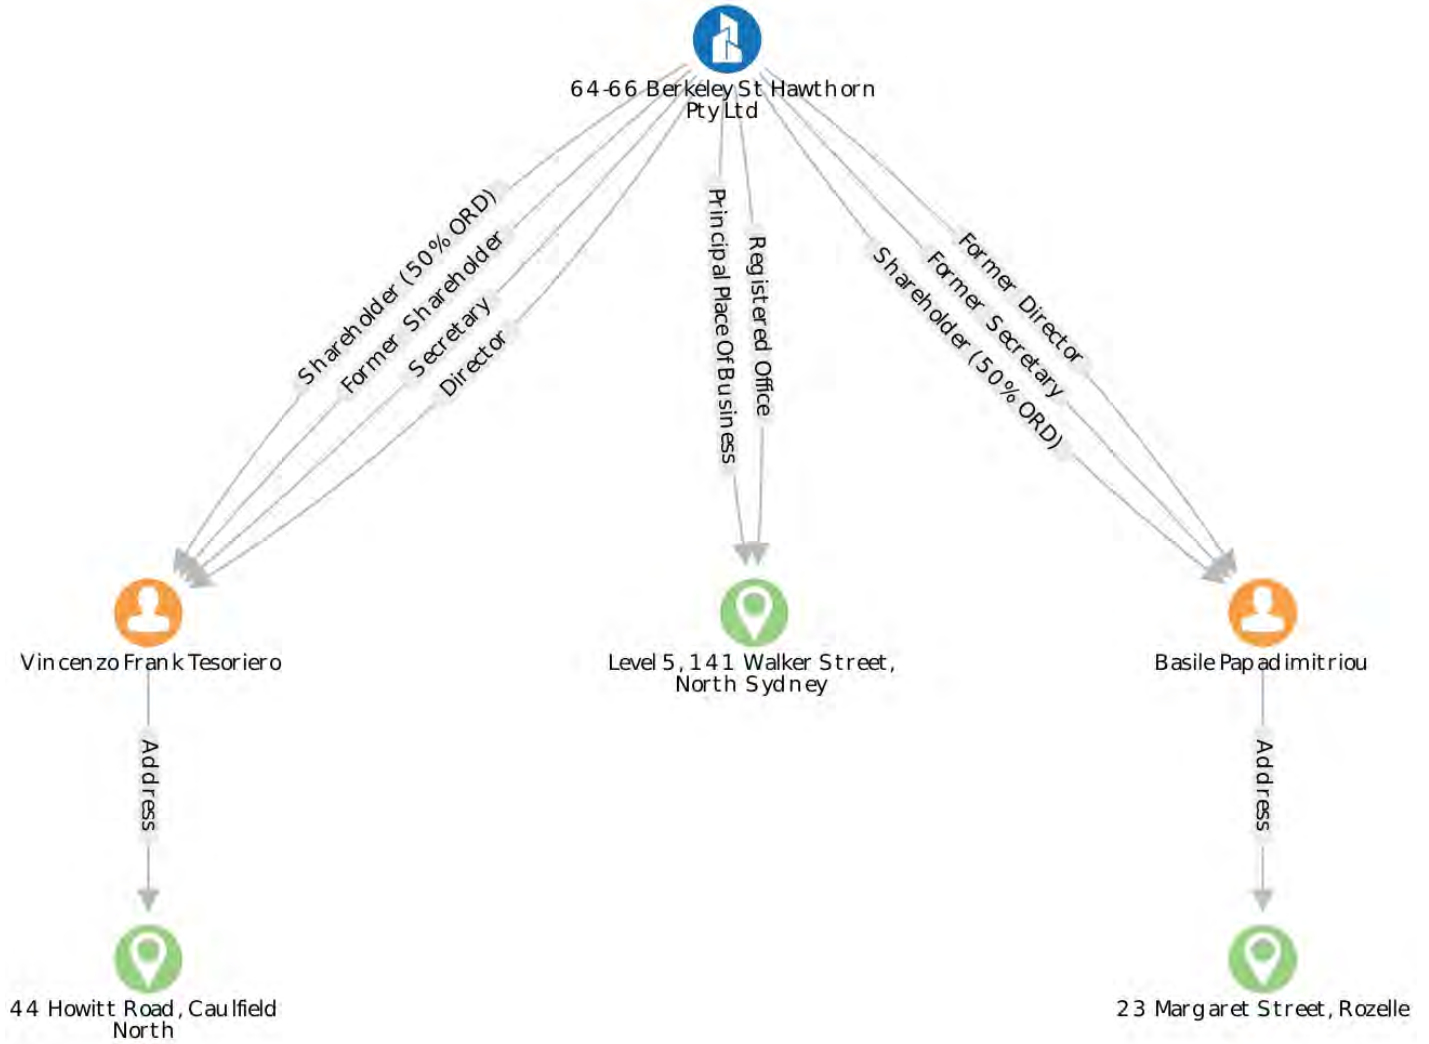 64-66 Berkeley St Hawthorn
Pty Ltd
Shareholder (50% ORD)
Former Shareholder
Secretary
Director
Principal Place Of Business
Registered Office
Former Director
Former Secretary
Shareholder (50% ORD)
Vincenzo Frank Tesoriero
Level 5, 141 Walker Street,
North Sydney
Basile Papadimitriou
Address
Address
44 Howitt Road, Caulfield
North
23 Margaret Street, Rozelle